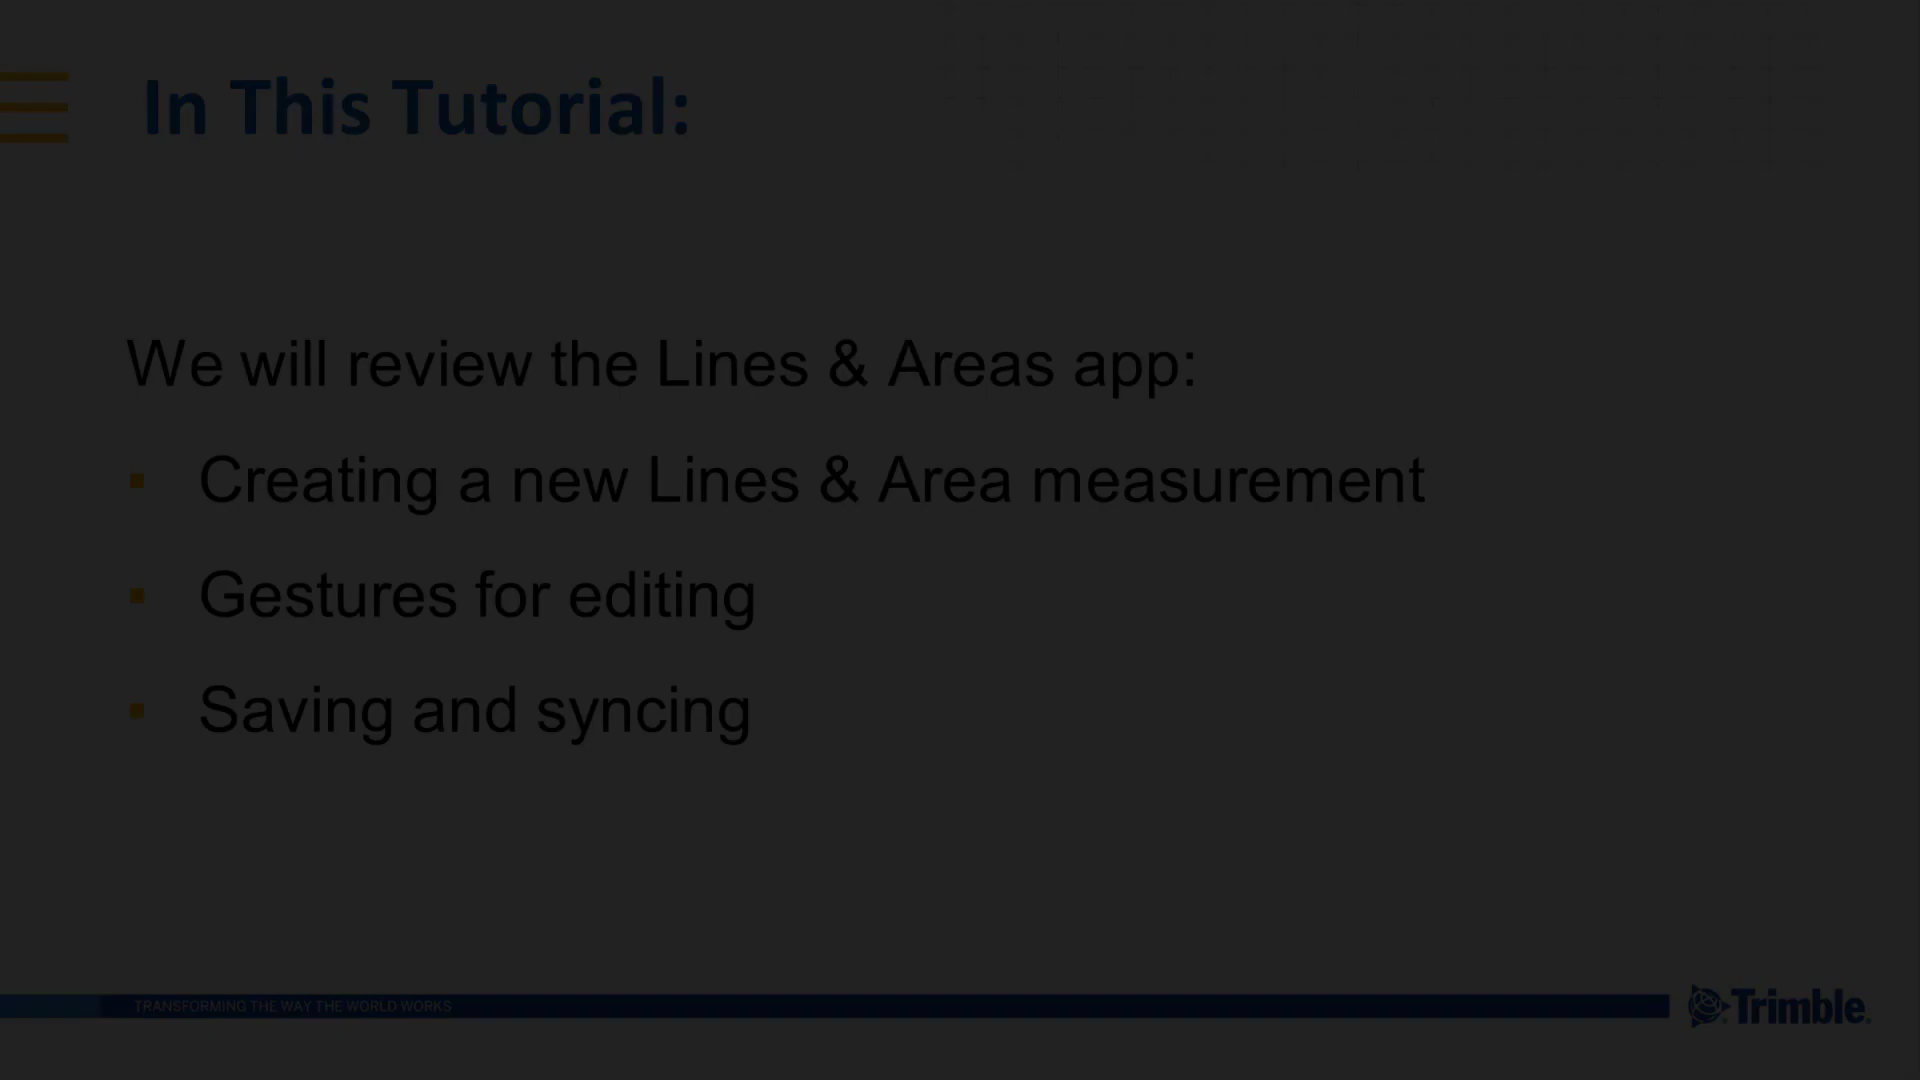 In This Tutorial:
We will review the Lines & Areas app:
▪ Creating a new Lines & Area measurement
▪ Gestures for editing
▪ Saving and syncing
TRANSFORMING THE WAY THE WORLD WORKS
Trimble.